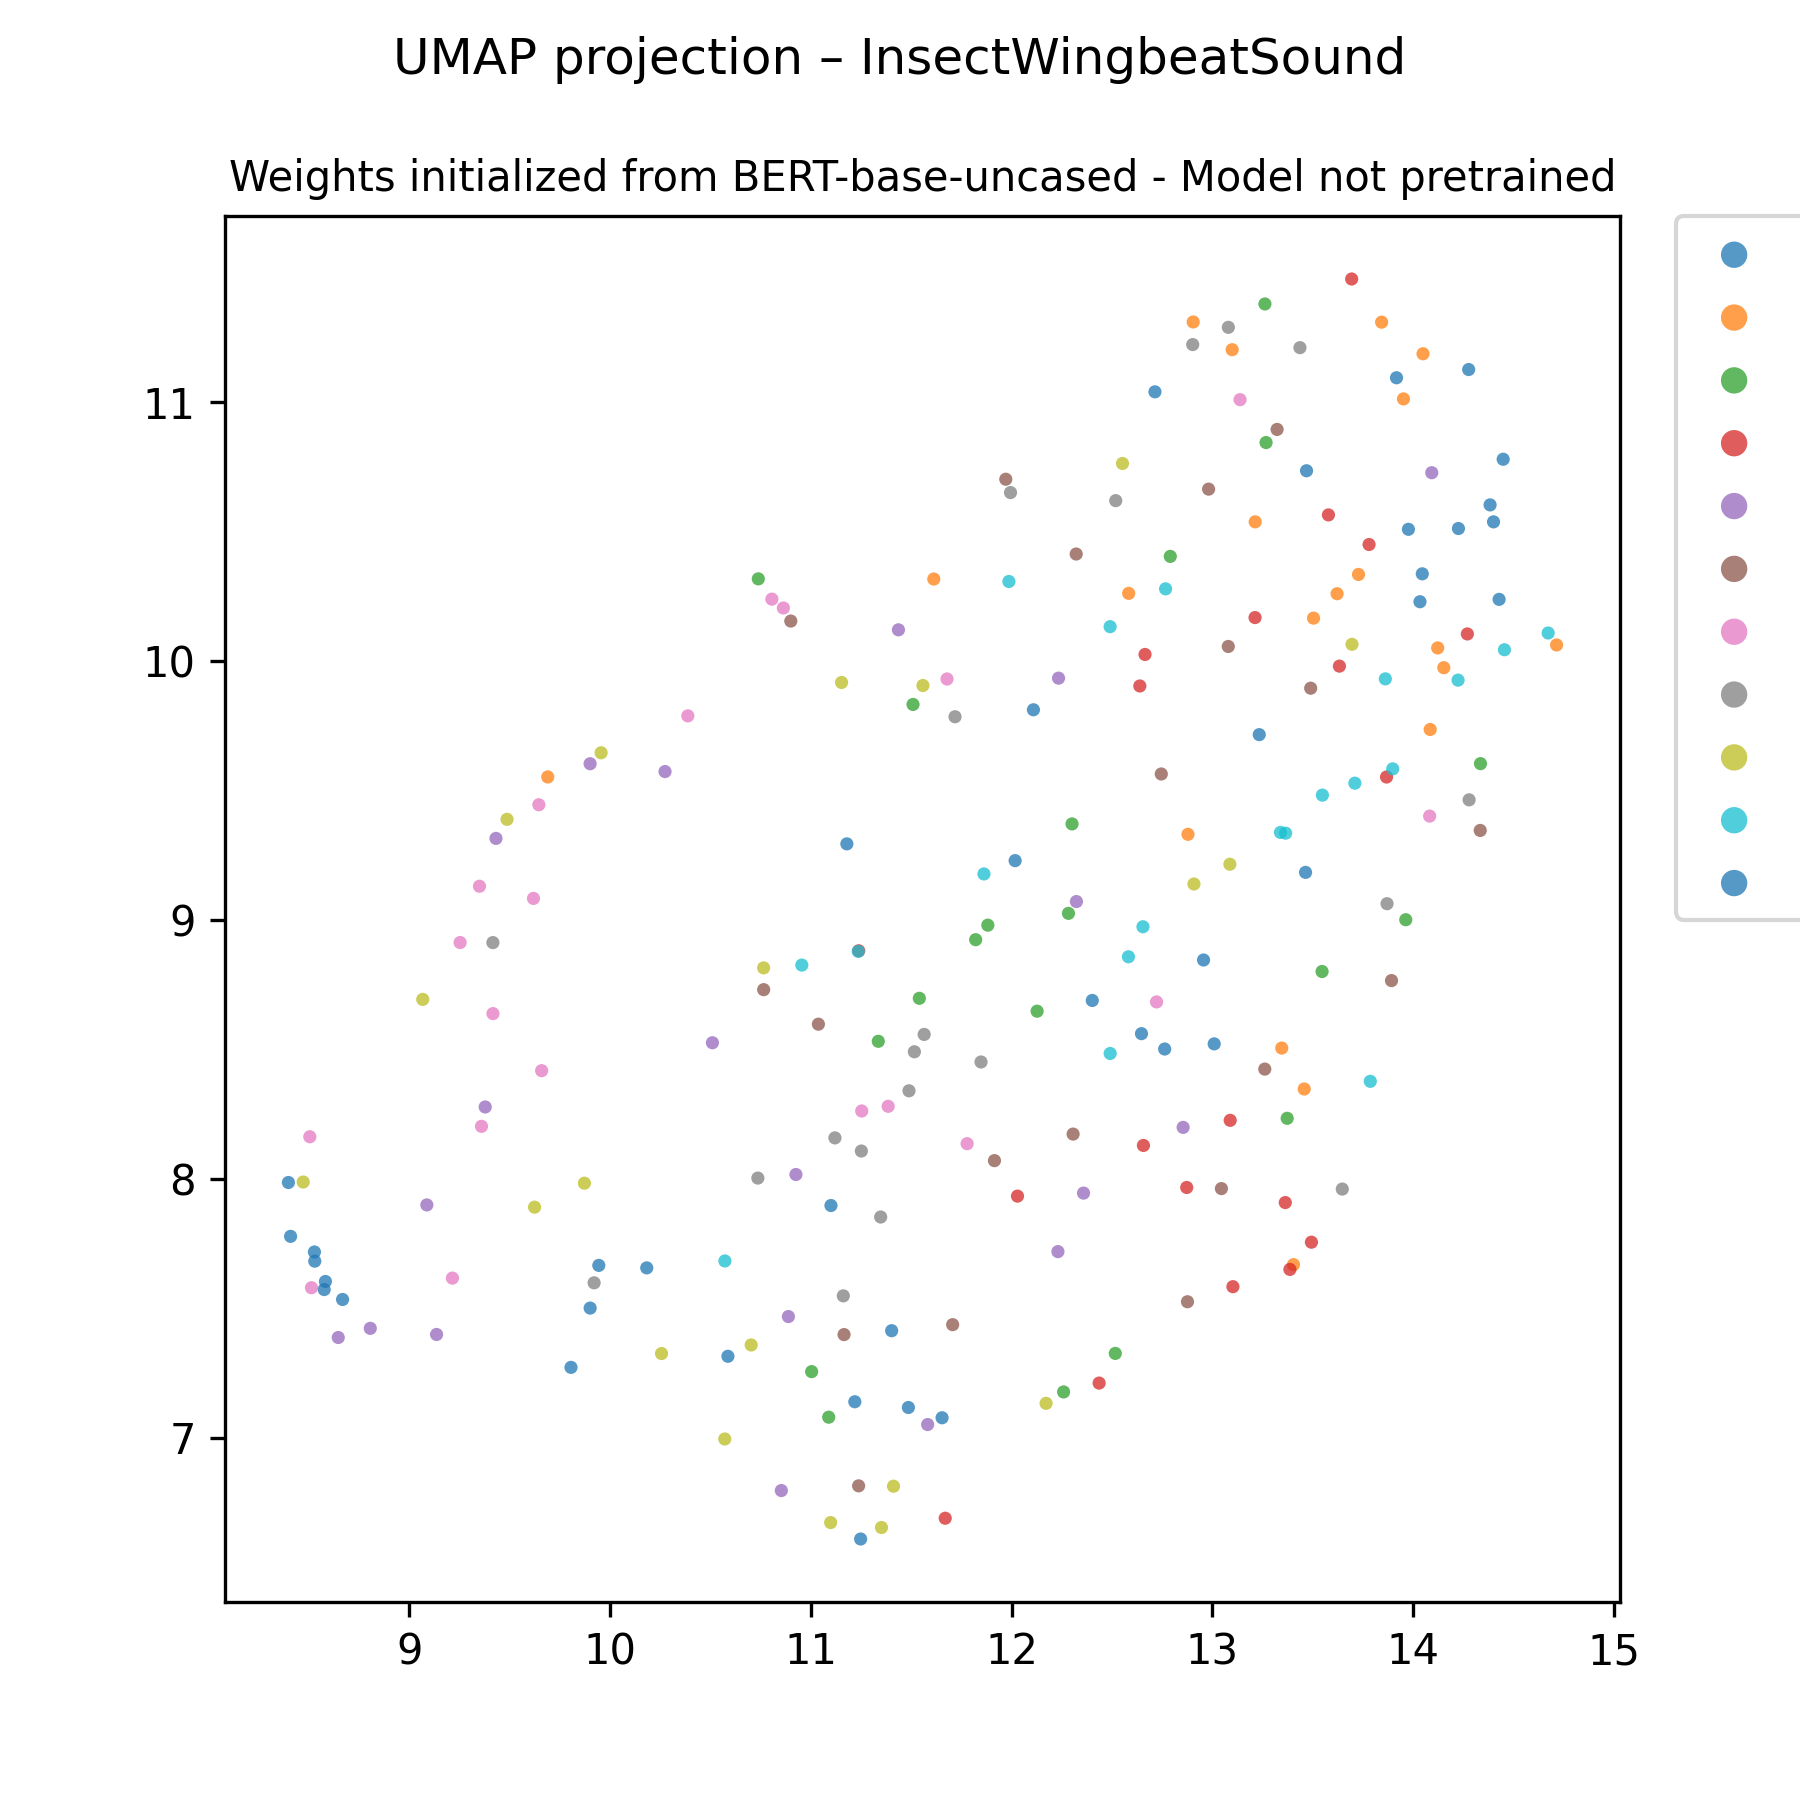 UMAP projection – InsectWingbeatSound
Weights initialized from BERT-base-uncased - Model not pretrained
11
10
9
8
7
9 10 11 12 13 14 15